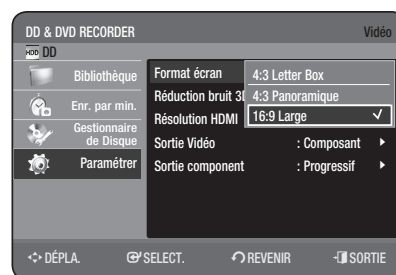 DD & DVD RECORDER Vidéo
HDD DD
Bibliothèque
Enr. par min.
Gestionnaire
de Disque
Paramétrer
Format écran
Réduction bruit 3
Résolution HDMI
Sortie Vidéo : Composant
Sortie component : Progressif
4:3 Letter Box
4:3 Panoramique
16:9 Large
DÉPLA. SELECT. REVENIR SORTIE